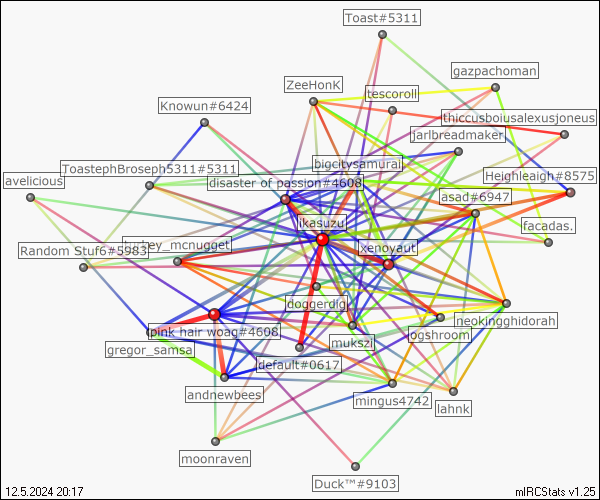 Toast#5311
gazpachoman
ZeeHonK
tescoroll
Knowun#6424
thiccusboiusalexusjoneus
jarlbreadmaker
bigcitysamurai
ToastephBroseph5311#5311
Heighleaigh#8575
avelicious
disaster of passion#4608
asad#6947
ikasuzu
facadas.
Random Stuf6#5983
key_mcnugget
xenoyaut
doggerdigi
neokingghidorah
pink hair woag#4608
ogshroom
mukszi
gregor_samsa
default#0617
andnewbees
mingus4742
lahnk
moonraven
Duck™#9103
12.5.2024 20:17
mIRCStats v1.25